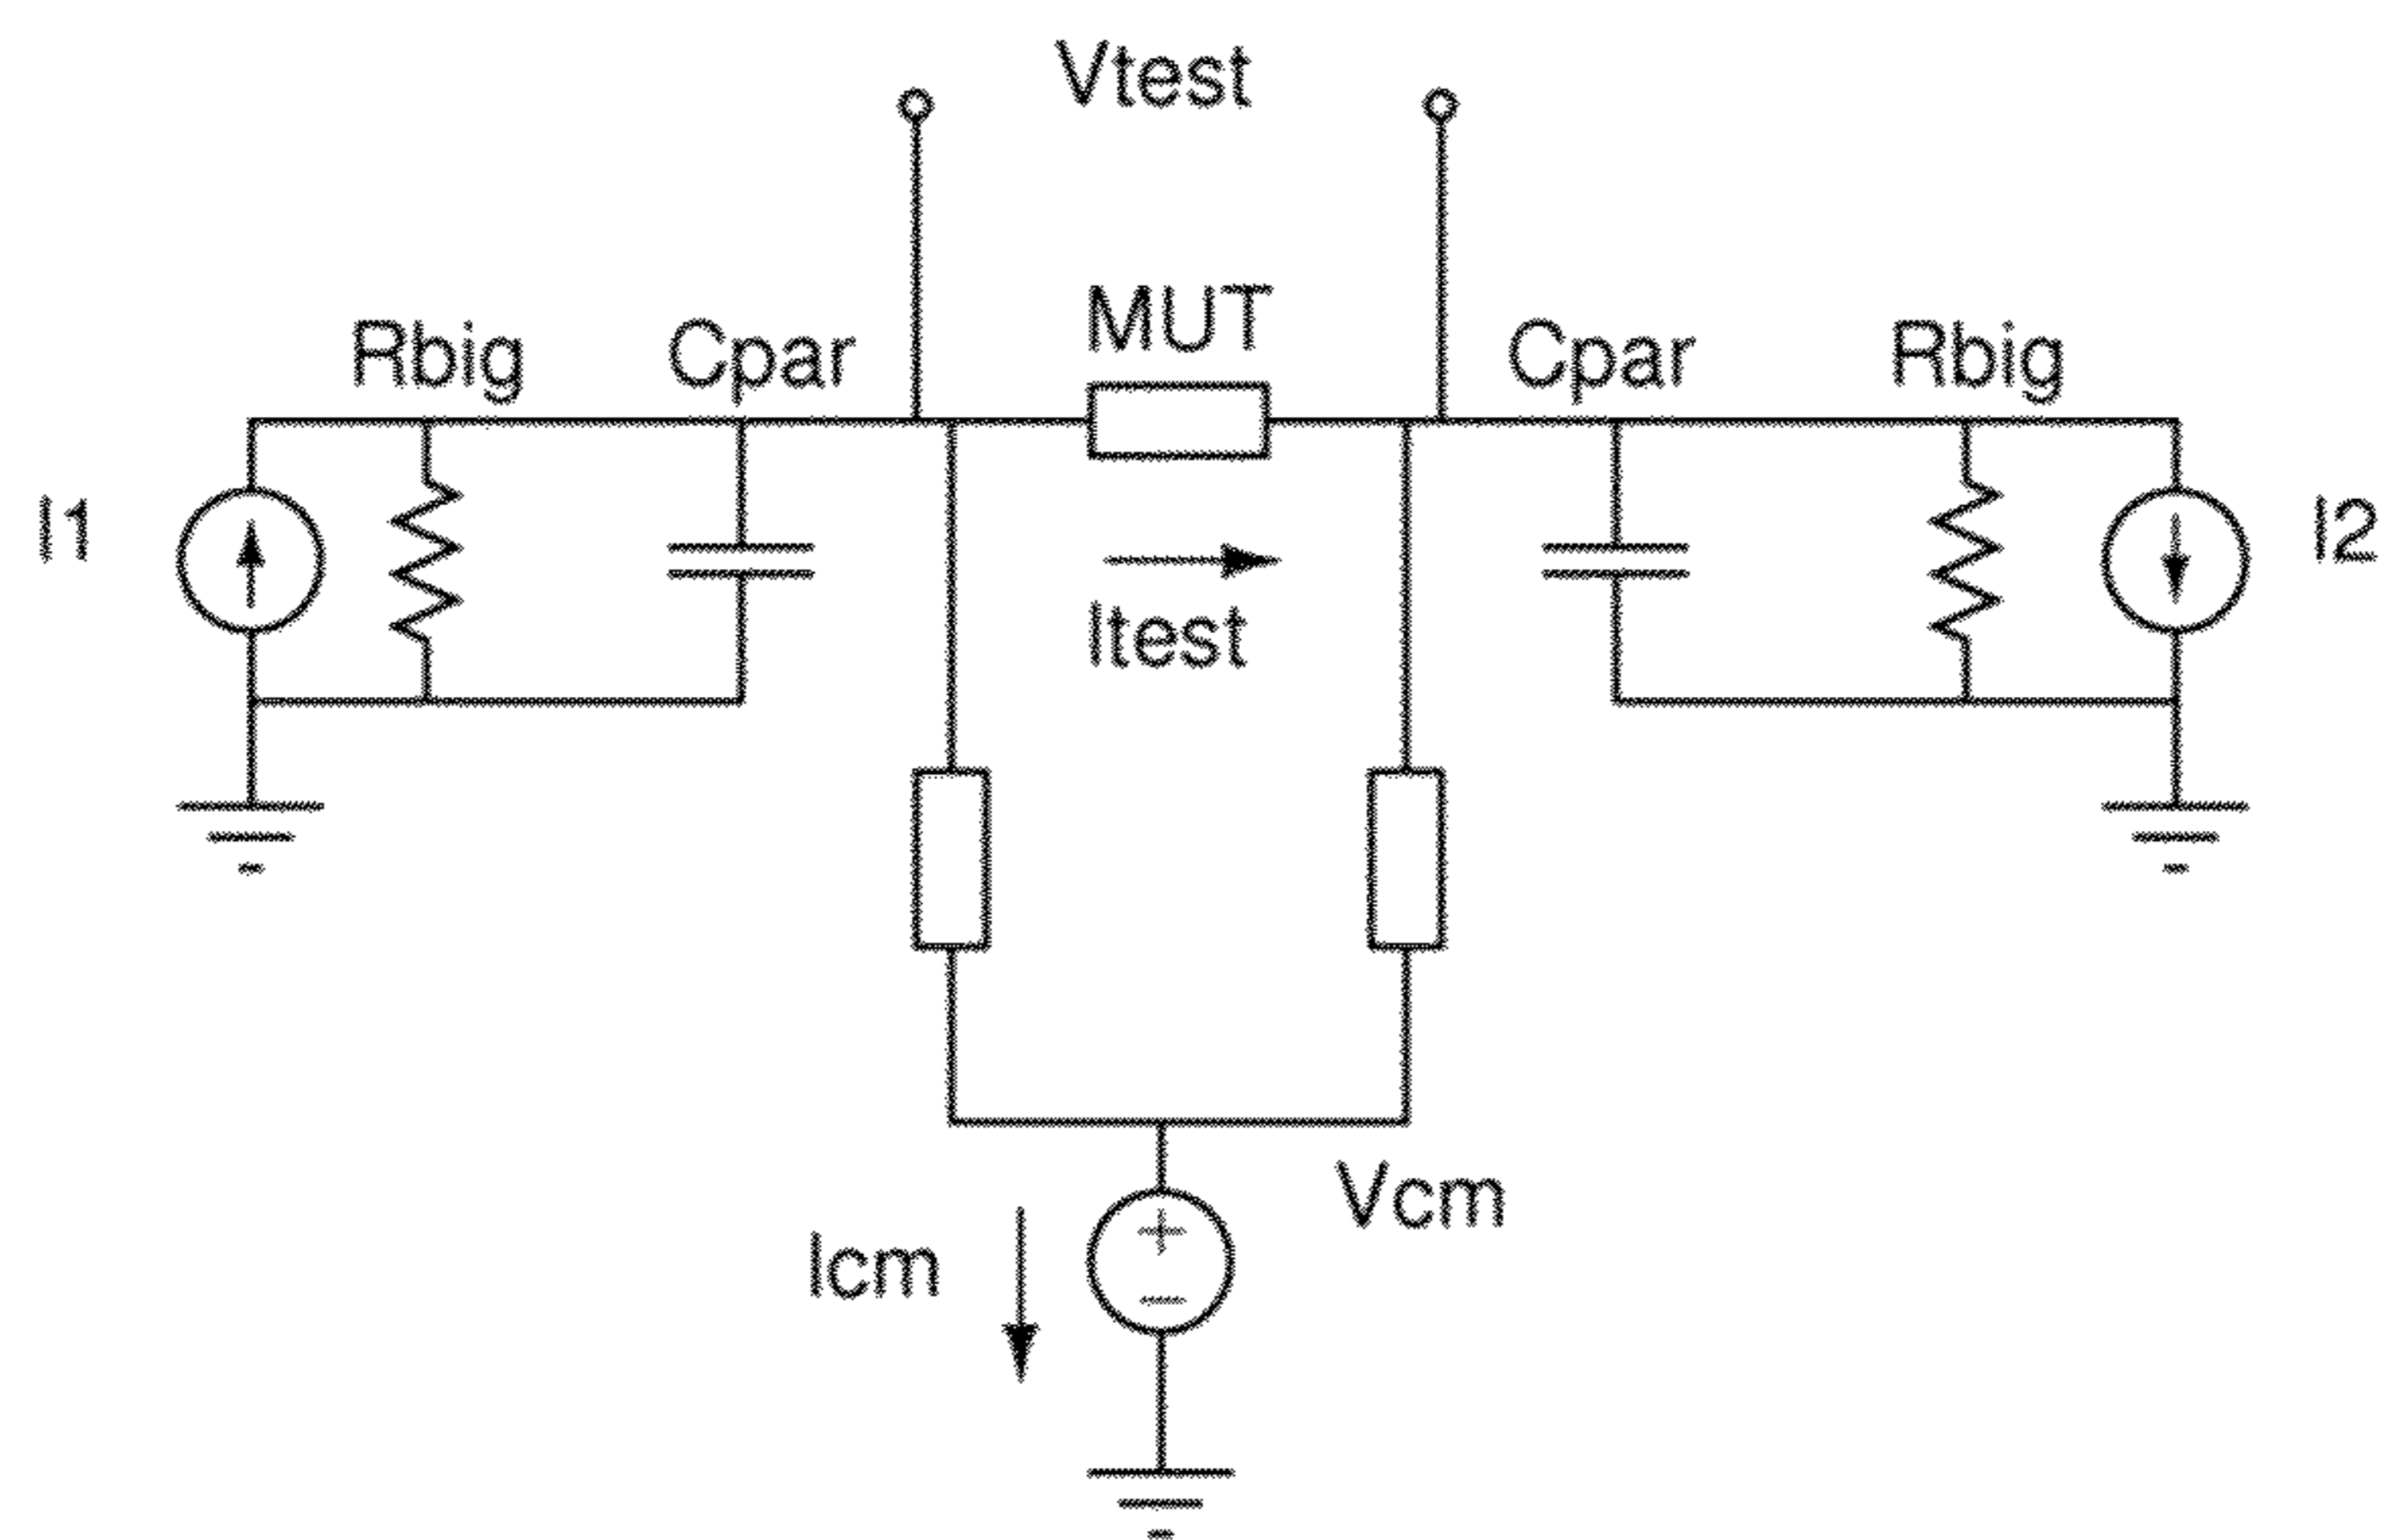 Vtest
MUT
Rbig Cpar Cpar Rbig
I1 I2
Itest
Vcm
Icm